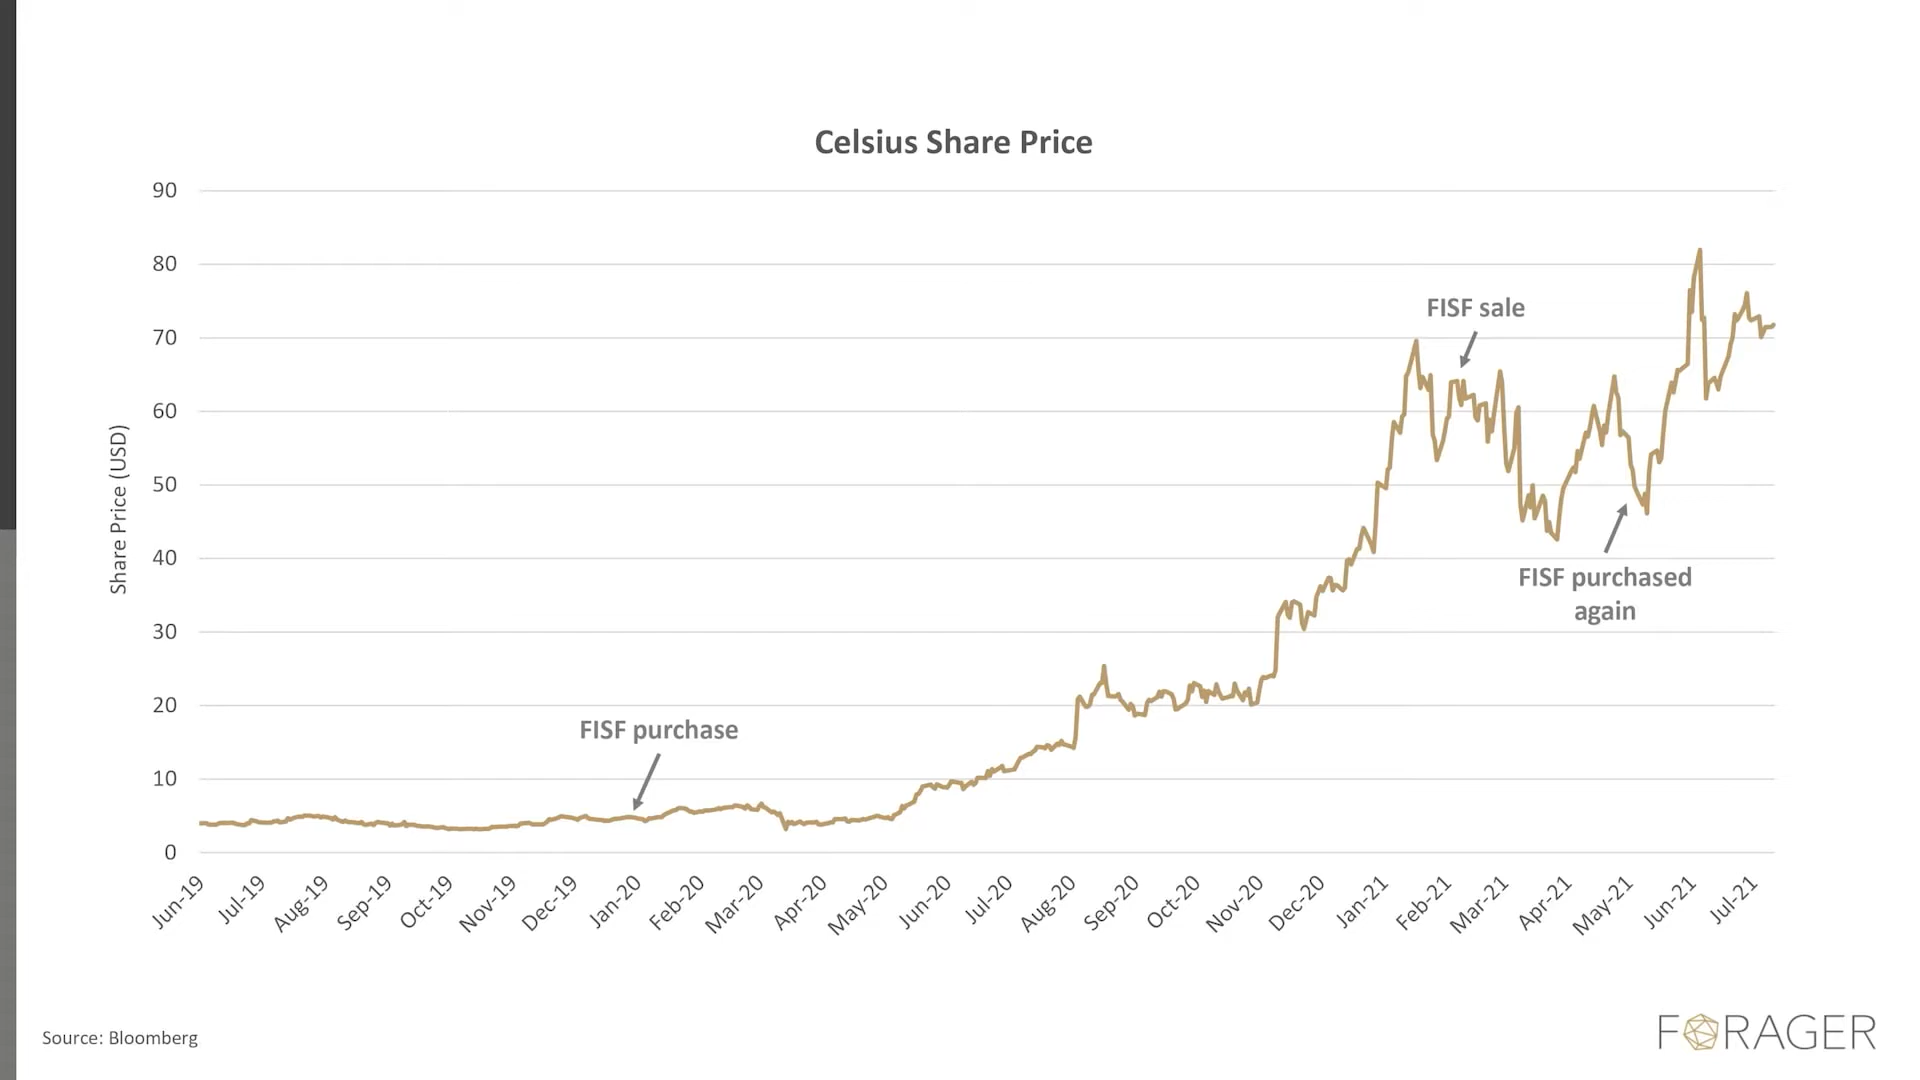 Celsius Share Price
90
80
70
60
50
40
30
20
10
0
Share Price (USD)
FISF purchase
FISF sale
FISF purchased
again
Jun-19
Jul-19
Aug-19
Sep-19
Oct-19
Nov-19
Dec-19
Jan-20
Feb-20
Mar-20
Apr-20
May-20
Jun-20
Jul-20
Aug-20
Sep-20
Oct-20
Nov-20
Dec-20
Jan-21
Feb-21
Mar-21
Apr-21
May-21
Jun-21
Jul-21
Source: Bloomberg
FORAGER